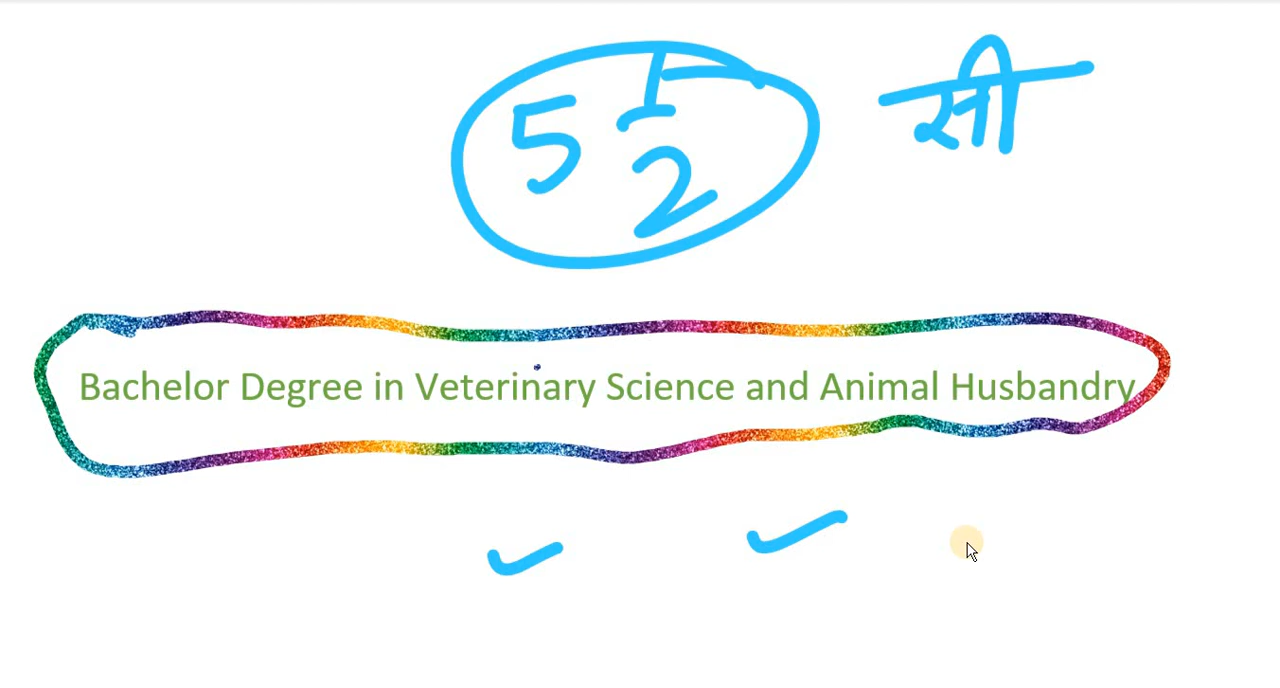 5 1/2 सी
Bachelor Degree in Veterinary Science and Animal Husbandry